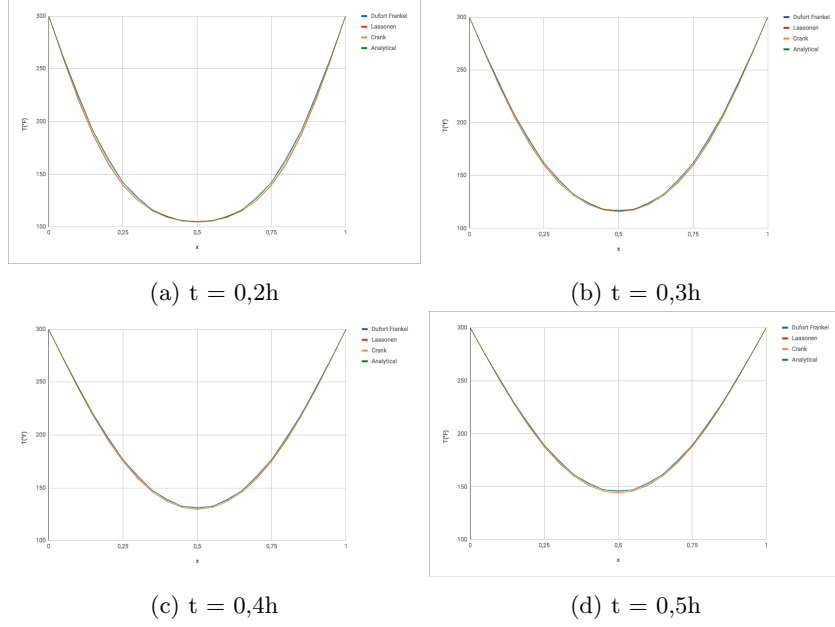 300
250
200
150
100
T(°F)
0
0,25
0,5
0,75
1
x
Dufort Frankel
Laasonen
Crank
Analytical
(a) t = 0,2h
300
250
200
150
100
T(°F)
0
0,25
0,5
0,75
1
x
Dufort Frankel
Laasonen
Crank
Analytical
(b) t = 0,3h
300
250
200
150
100
T(°F)
0
0,25
0,5
0,75
1
x
Dufort Frankel
Laasonen
Crank
Analytical
(c) t = 0,4h
300
250
200
150
100
T(°F)
0
0,25
0,5
0,75
1
x
Dufort Frankel
Laasonen
Crank
Analytical
(d) t = 0,5h